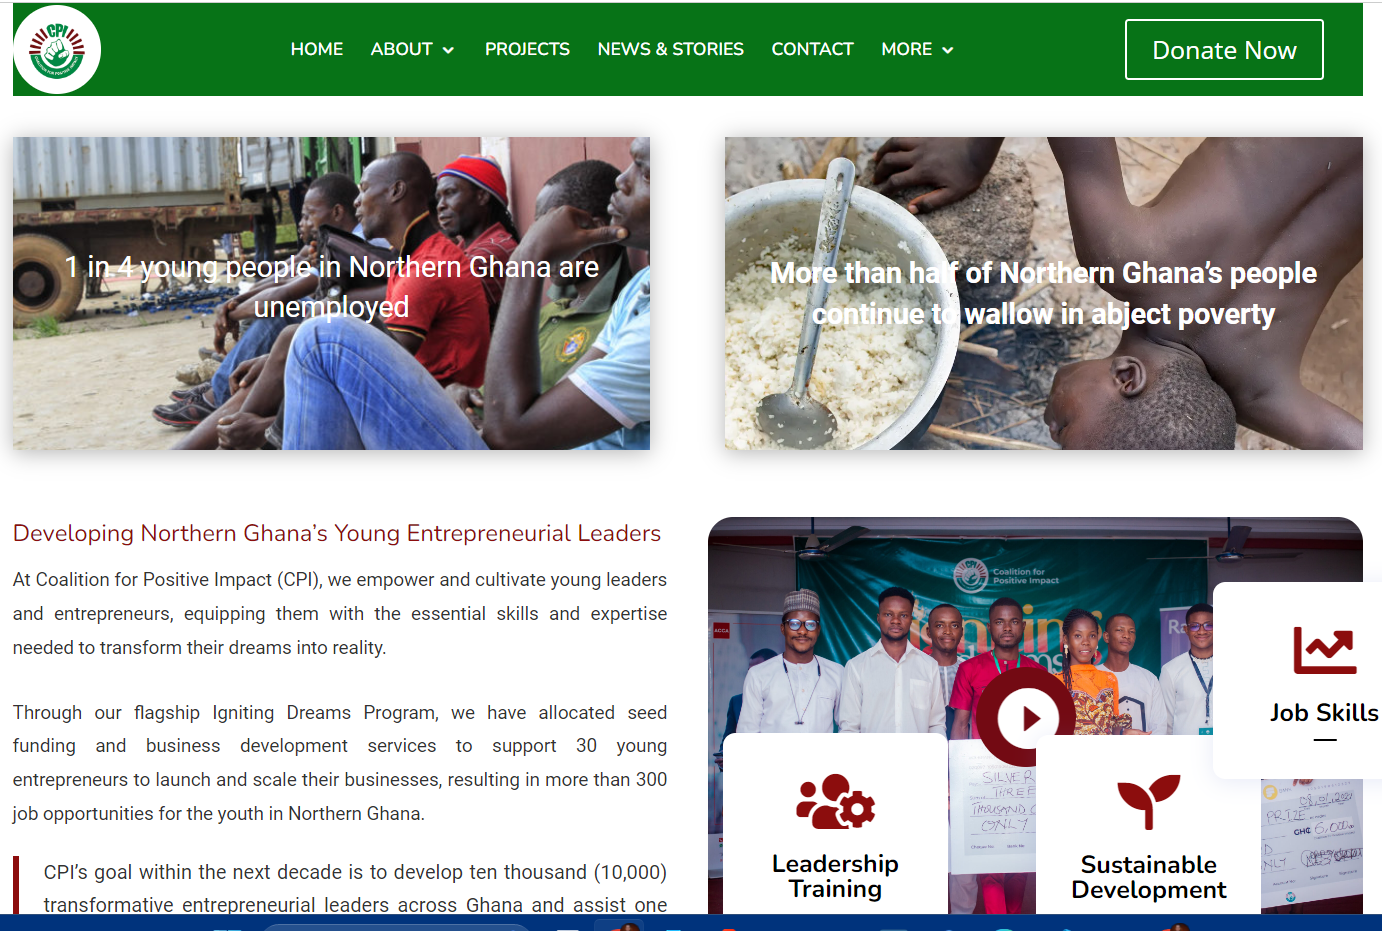 CPI
HOME ABOUT PROJECTS NEWS & STORIES CONTACT MORE Donate Now
1 in 4 young people in Northern Ghana are
unemployed
More than half of Northern Ghana's people
continue to wallow in abject poverty
Developing Northern Ghana's Young Entrepreneurial Leaders
At Coalition for Positive Impact (CPI), we empower and cultivate young leaders
and entrepreneurs, equipping them with the essential skills and expertise
needed to transform their dreams into reality.
Through our flagship Igniting Dreams Program, we have allocated seed
funding and business development services to support 30 young
entrepreneurs to launch and scale their businesses, resulting in more than 300
job opportunities for the youth in Northern Ghana.
CPI's goal within the next decade is to develop ten thousand (10,000)
transformative entrepreneurial leaders across Ghana and assist one
Coalition for
Positive Impact
ACCA
Job Skills
SILVER
THREE
THOUSAND
ONLY
08.01.2021
PRIZE
GH₵ 6,000
Leadership
Training
Sustainable
Development